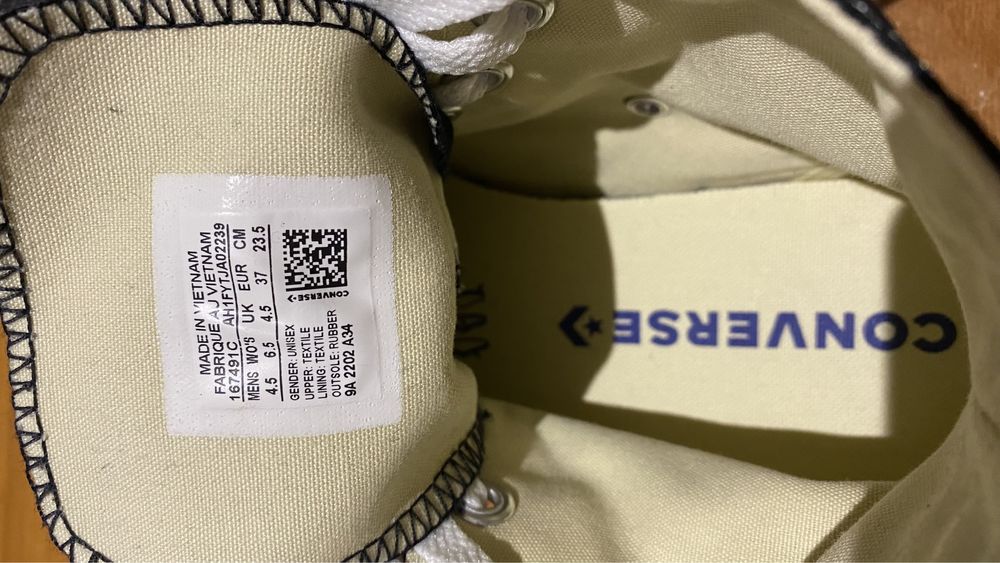 MADE IN VIETNAM
FABRIQUE AU VIETNAM
167491C AH1FYTJA02239
MENS WO'S UK EUR CM
4.5 6.5 4.5 37 23.5
GENDER: UNISEX
UPPER: TEXTILE
LINING: TEXTILE
OUTSOLE: RUBBER
9A 2202 A34
CONVERSE
CONVERSE